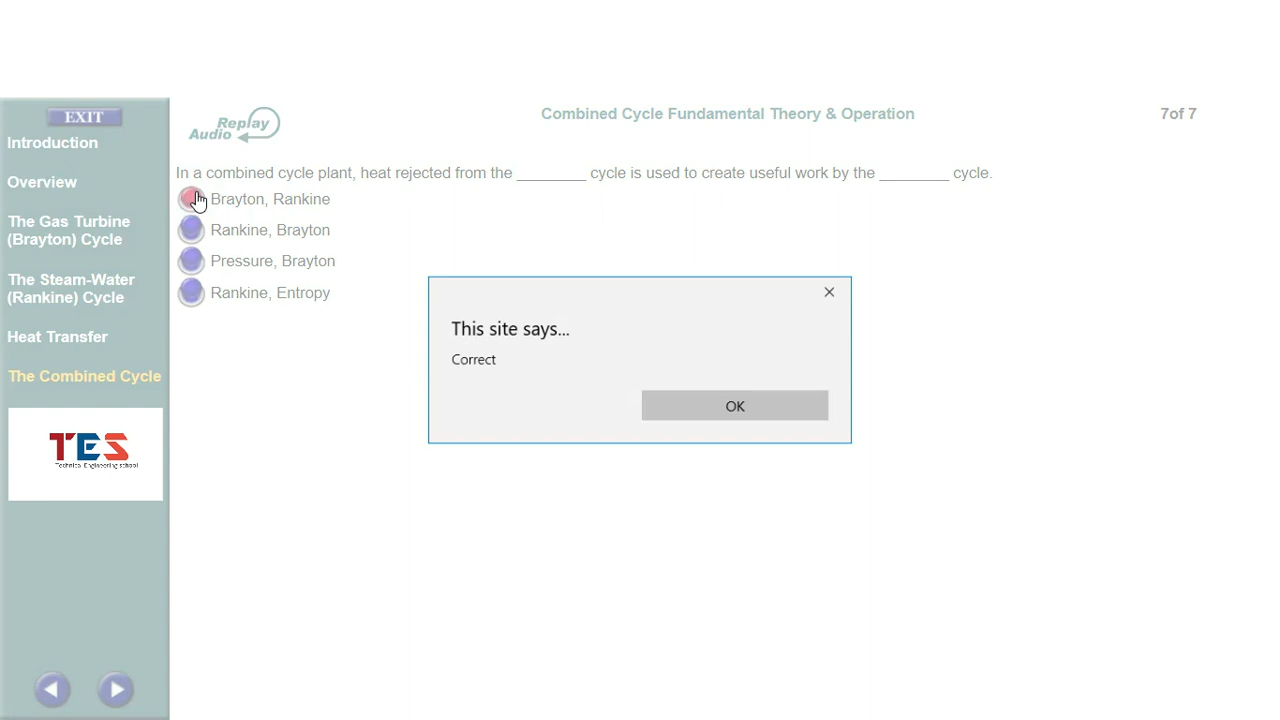 EXIT
Introduction
Overview
The Gas Turbine
(Brayton) Cycle
The Steam-Water
(Rankine) Cycle
Heat Transfer
The Combined Cycle
TES
Technical Engineering school
Replay
Audio
Combined Cycle Fundamental Theory & Operation
7of 7
In a combined cycle plant, heat rejected from the ________ cycle is used to create useful work by the ________ cycle.
Brayton, Rankine
Rankine, Brayton
Pressure, Brayton
Rankine, Entropy
This site says...
Correct
OK